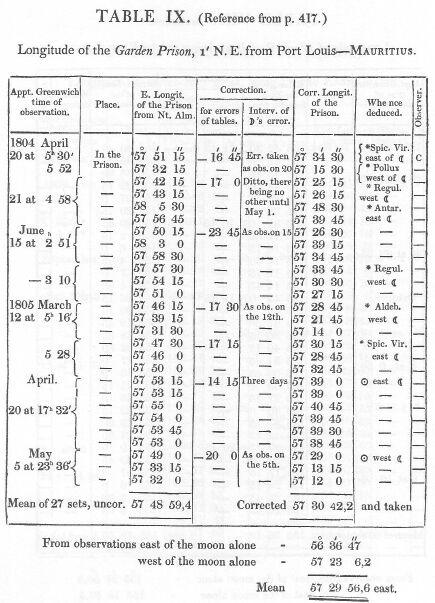 TABLE IX. (Reference from p. 417.)
Longitude of the Garden Prison, 1' N. E. from Port Louis—MAURITIUS.
Appt. Greenwich time of observation. Place. E. Longit. of the Prison from Nt. Alm. Correction. for errors of tables. Interv. of ☽'s error. Corr. Longit. of the Prison. Whence deduced. Observer.
1804 April ° ' " ' " ° ' " *Spic. Vir.
20 at 5h 30' In the 57 51 15 — 16 45 Err. taken 57 34 30 east of ☾ C
5 52 Prison. 57 32 15 — as obs. on 20 57 15 30 * Pollux west of ☾ —
— 57 42 15 — 17 0 Ditto, there 57 25 15 * Regul. —
21 at 4 58 — 57 43 15 — being no 57 26 15 west ☾ —
— 58 5 30 — other until 57 48 30 * Antar. —
— 57 56 45 — May 1. 57 39 45 east ☾ —
June — 57 50 15 — 23 45 As obs. on 15 57 26 30 —
15 at 2h 51' — 58 3 0 — — 57 39 15 —
— 57 58 30 — — 57 34 45 —
— 57 57 30 — — 57 33 45 * Regul. —
— 3 10 — 57 54 15 — — 57 30 30 west ☾ —
— 57 51 0 — — 57 27 15 —
1805 March — 57 46 15 — 17 30 As obs. on 57 28 45 * Aldeb. —
12 at 5h 16' — 57 39 15 — the 12th. 57 21 45 west ☾ —
— 57 31 30 — — 57 14 0 —
— 57 47 30 — 17 15 — 57 30 15 * Spic. Vir. —
5 28 — 57 46 0 — — 57 28 45 east ☾ —
— 57 50 0 — — 57 32 45 —
April. — 57 53 15 — 14 15 Three days 57 39 0 ☉ east ☾ —
— 57 53 15 — — 57 39 0 —
20 at 17h 32' — 57 55 0 — — 57 40 45 —
— 57 54 0 — — 57 39 45 —
— 57 53 45 — — 57 39 30 —
— 57 53 0 — — 57 38 45 —
May — 57 49 0 — 20 0 As obs. on 57 29 0 ☉ west ☾ —
5 at 23h 36' — 57 33 15 — the 5th. 57 13 15 —
— 57 32 0 — — 57 12 0 —
Mean of 27 sets, uncor. 57 48 59,4 Corrected 57 30 42,2 and taken
° ' "
From observations east of the moon alone - 56 36 47
west of the moon alone - 57 23 6,2
Mean 57 29 56,6 east.